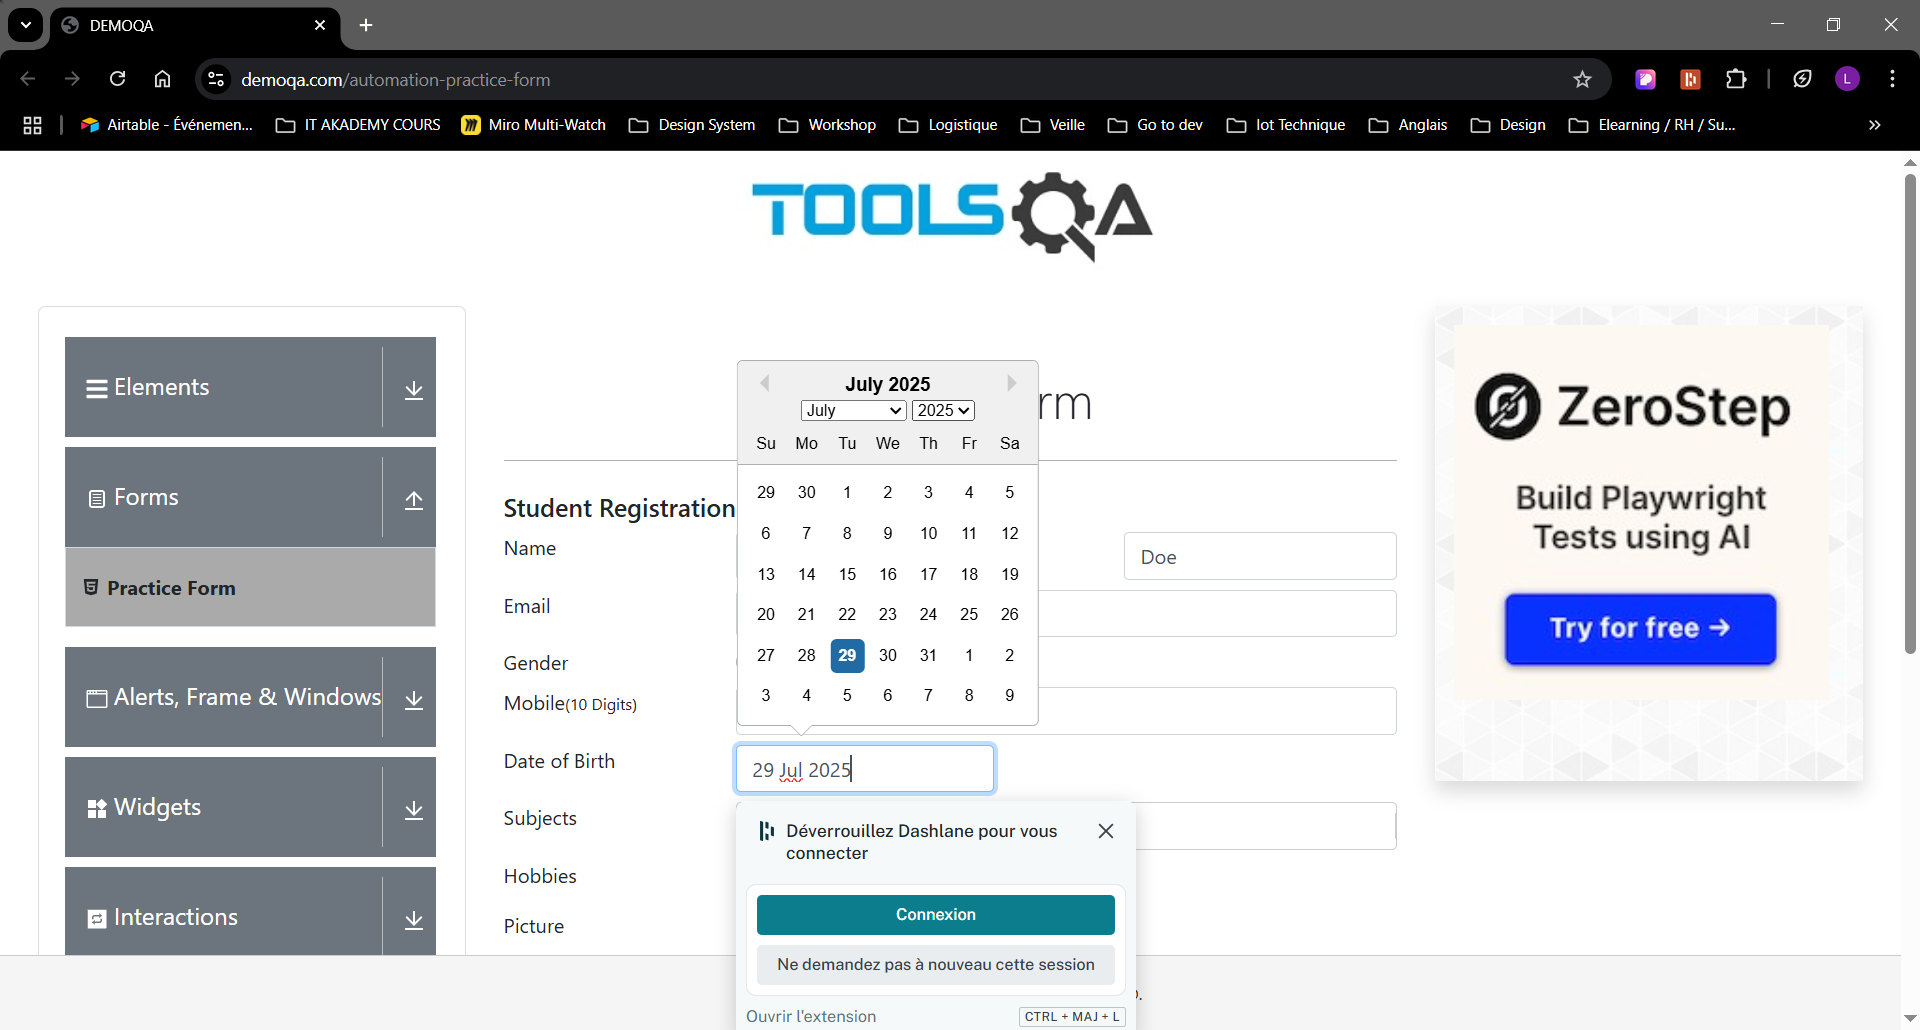 DEMOQA
demoqa.com/automation-practice-form
L
Airtable - Événemen...
IT AKADEMY COURS
Miro Multi-Watch
Design System
Workshop
Logistique
Veille
Go to dev
Iot Technique
Anglais
Design
Elearning / RH / Su...
TOOLSQA
Elements
Forms
Practice Form
Alerts, Frame & Windows
Widgets
Interactions
rm
July 2025
July 2025
Su Mo Tu We Th Fr Sa
29 30 1 2 3 4 5
6 7 8 9 10 11 12
13 14 15 16 17 18 19
20 21 22 23 24 25 26
27 28 29 30 31 1 2
3 4 5 6 7 8 9
Student Registration
Name
Doe
Email
Gender
Mobile(10 Digits)
Date of Birth
29 Jul 2025
Subjects
Hobbies
Picture
Déverrouillez Dashlane pour vous
connecter
Connexion
Ne demandez pas à nouveau cette session
Ouvrir l'extension
CTRL + MAJ + L
ZeroStep
Build Playwright
Tests using AI
Try for free →